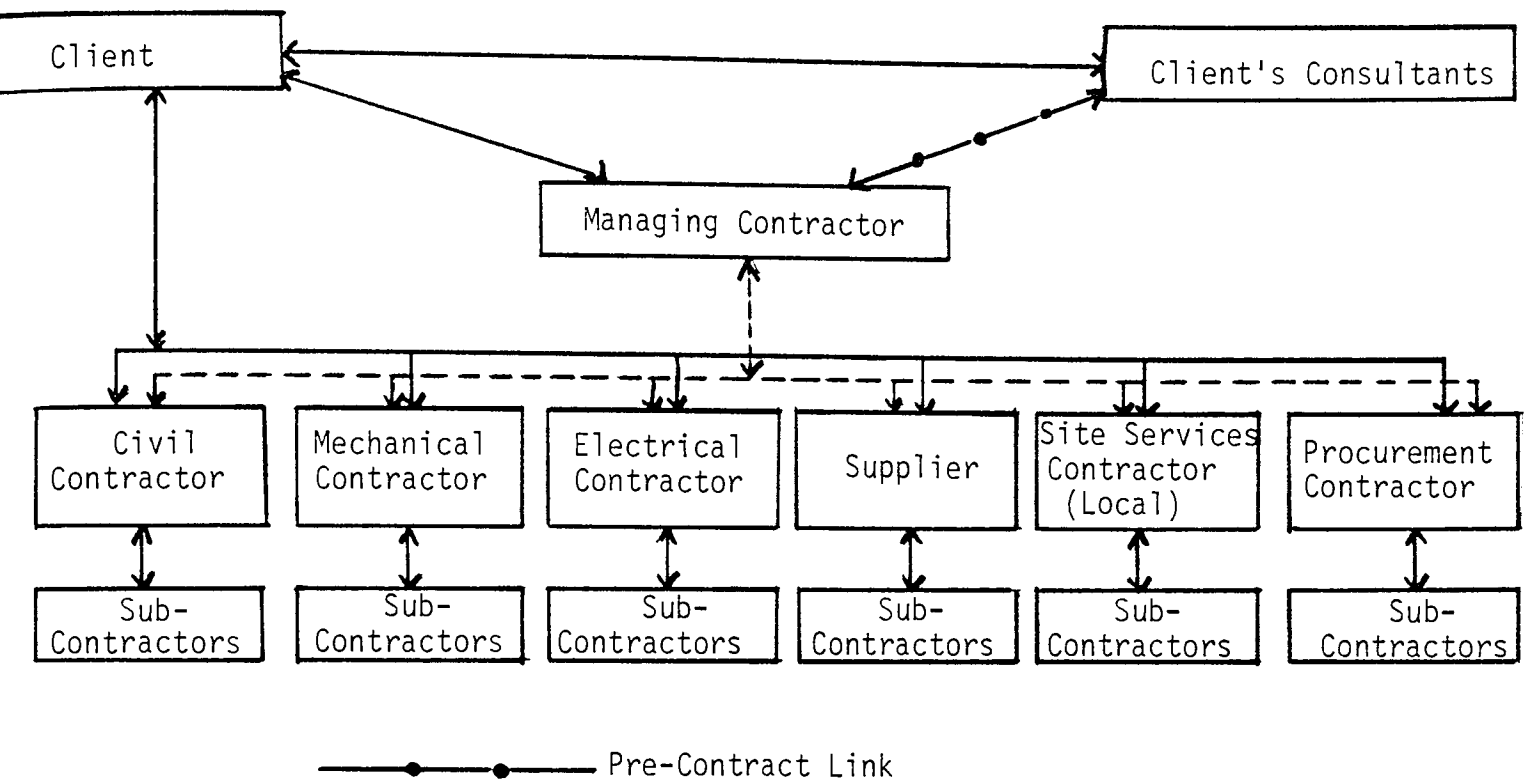 Client
Client's Consultants
Managing Contractor
Civil
Contractor
Mechanical
Contractor
Electrical
Contractor
Supplier
Site Services
Contractor
(Local)
Procurement
Contractor
Sub-
Contractors
Sub-
Contractors
Sub-
Contractors
Sub-
Contractors
Sub-
Contractors
Sub-
Contractors
Pre-Contract Link